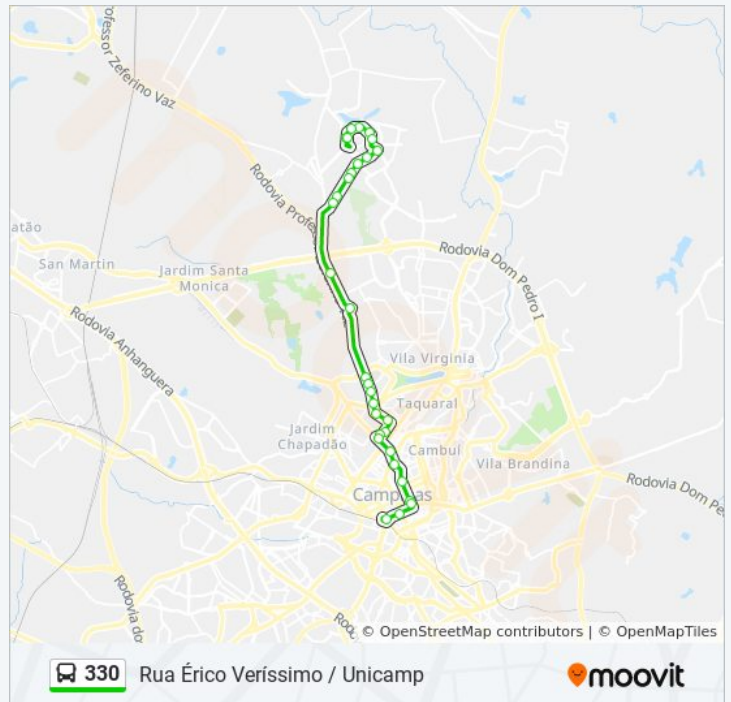 Professor Zeferino Vaz
Rodovia Profe
Rodovia Dom Pedro I
atão
San Martin
Jardim Santa
Monica
Rodovia Anhanguera
Vila Virginia
Taquaral
Jardim
Chapadão
Cambuí
Vila Brandina
Campinas
Rodovia Dom Pe
Rodovia do
Rod
© OpenStreetMap contributors | © OpenMapTiles
330 Rua Érico Veríssimo / Unicamp moovit